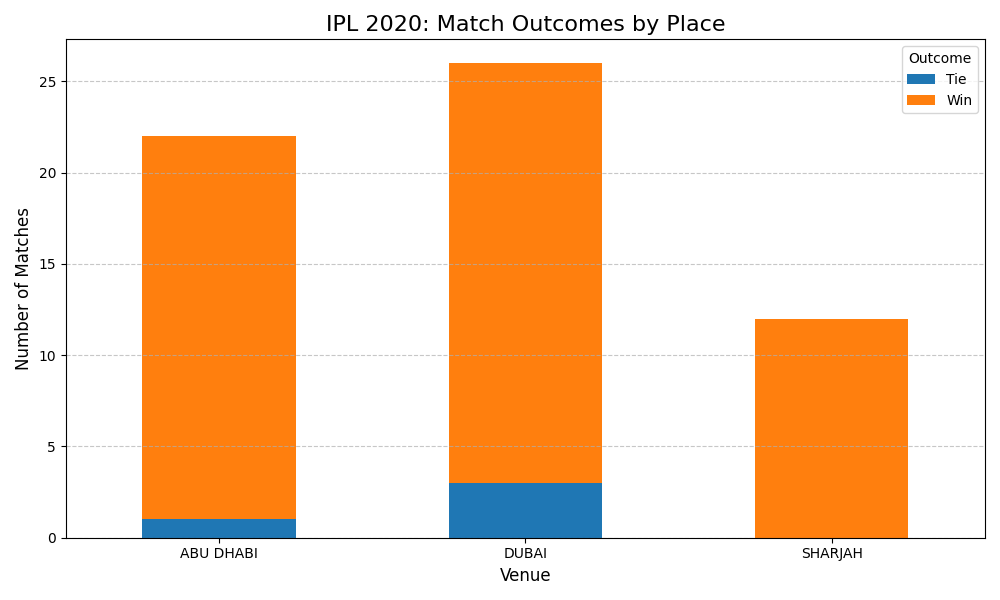 IPL 2020: Match Outcomes by Place
Outcome
Tie
Win
Number of Matches
25
20
15
10
5
0
ABU DHABI
DUBAI
SHARJAH
Venue